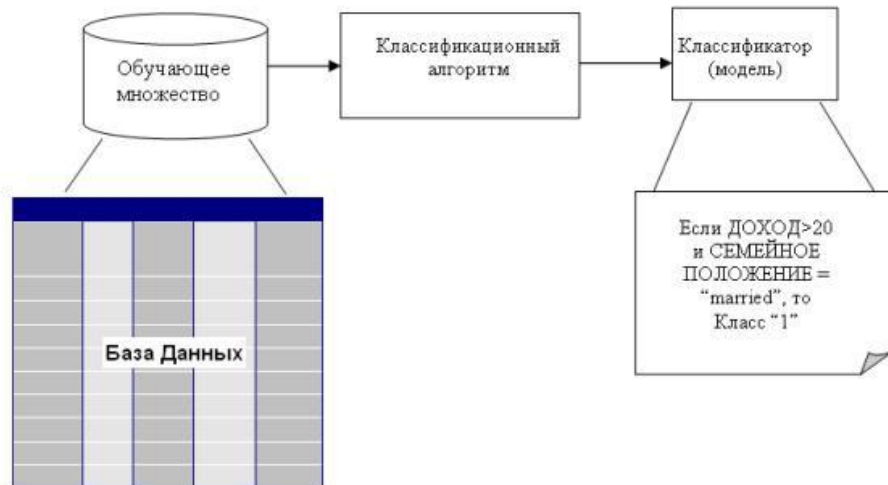 Обучающее
множество
Классификационный
алгоритм
Классификатор
(модель)
База Данных
Если ДОХОД>20
и СЕМЕЙНОЕ
ПОЛОЖЕНИЕ =
“married”, то
Класс “1”